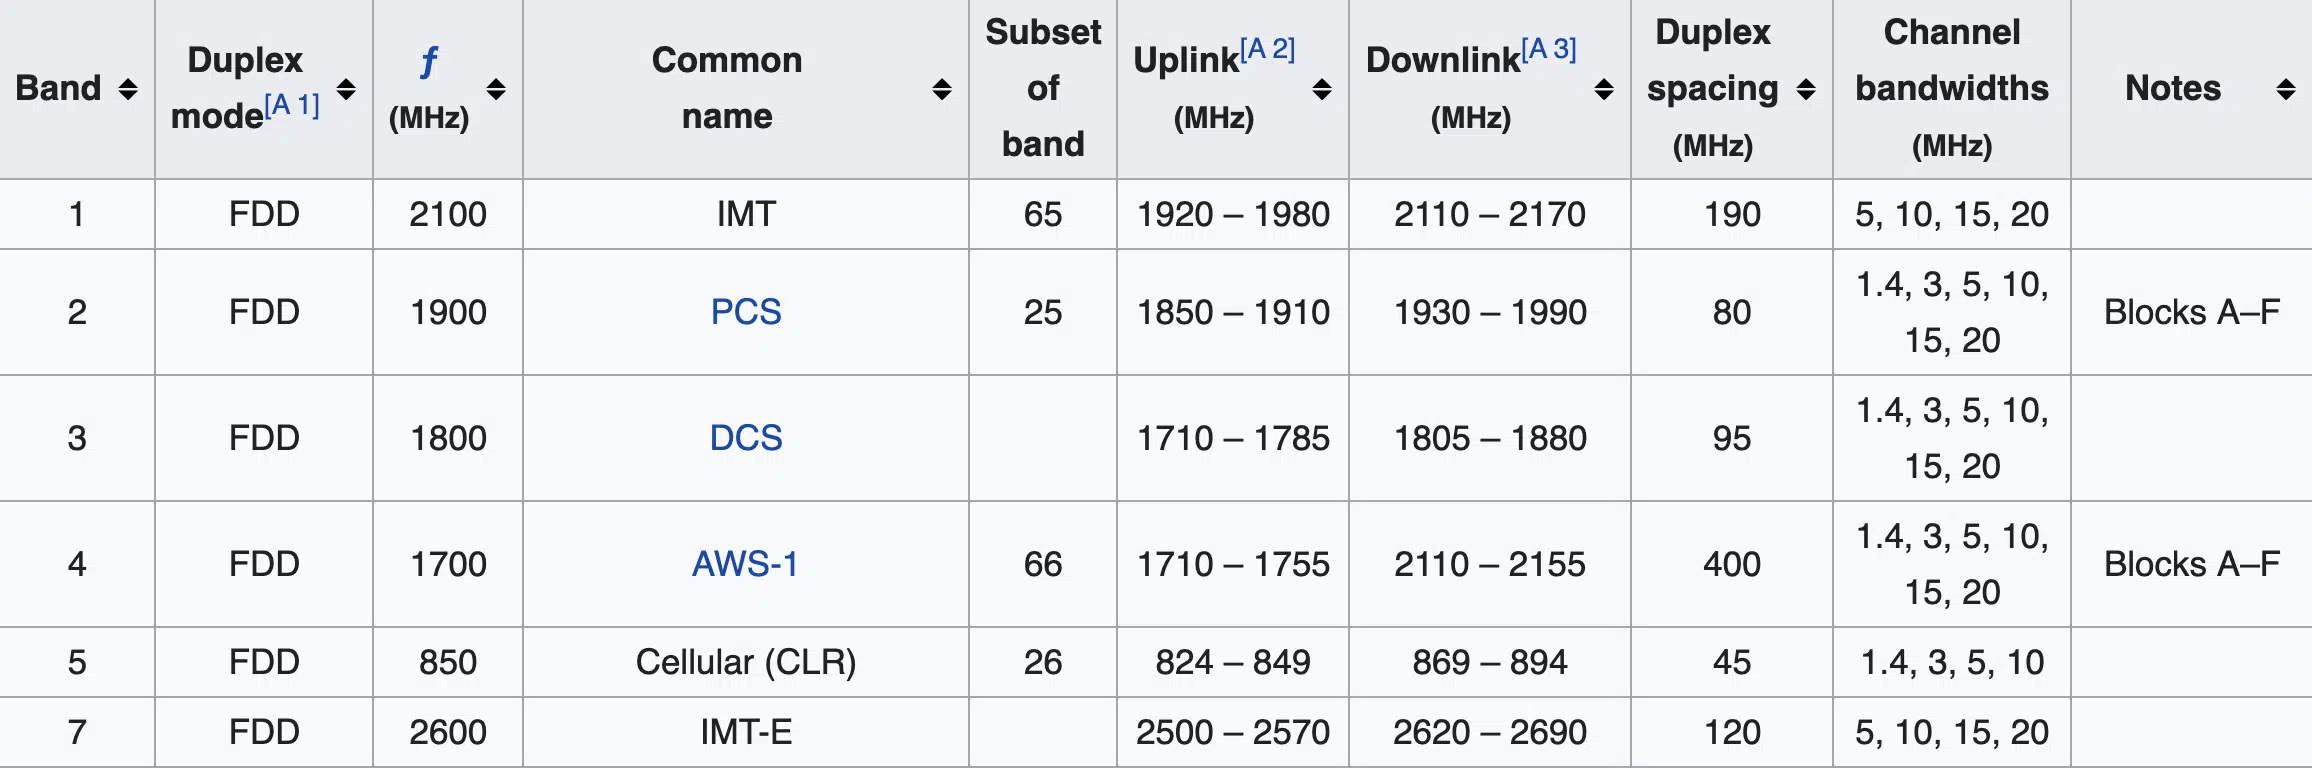 Band Duplex mode[A 1] ƒ (MHz) Common name Subset of band Uplink[A 2] (MHz) Downlink[A 3] (MHz) Duplex spacing (MHz) Channel bandwidths (MHz) Notes
1 FDD 2100 IMT 65 1920 – 1980 2110 – 2170 190 5, 10, 15, 20
2 FDD 1900 PCS 25 1850 – 1910 1930 – 1990 80 1.4, 3, 5, 10, 15, 20 Blocks A–F
3 FDD 1800 DCS 1710 – 1785 1805 – 1880 95 1.4, 3, 5, 10, 15, 20
4 FDD 1700 AWS-1 66 1710 – 1755 2110 – 2155 400 1.4, 3, 5, 10, 15, 20 Blocks A–F
5 FDD 850 Cellular (CLR) 26 824 – 849 869 – 894 45 1.4, 3, 5, 10
7 FDD 2600 IMT-E 2500 – 2570 2620 – 2690 120 5, 10, 15, 20